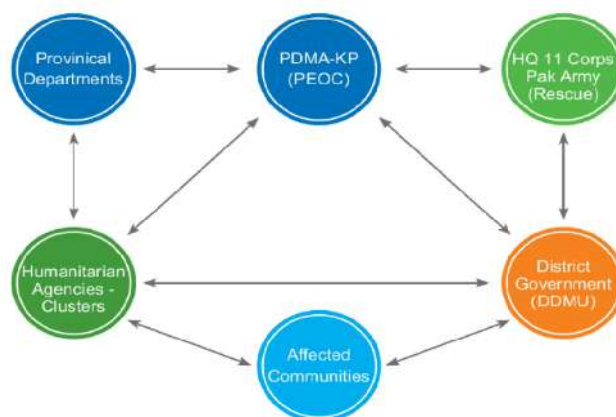 Provinical
Departments
PDMA-KP
(PEOC)
HQ 11 Corps
Pak Army
(Rescue)
Humanitarian
Agencies -
Clusters
District
Government
(DDMU)
Affected
Communities